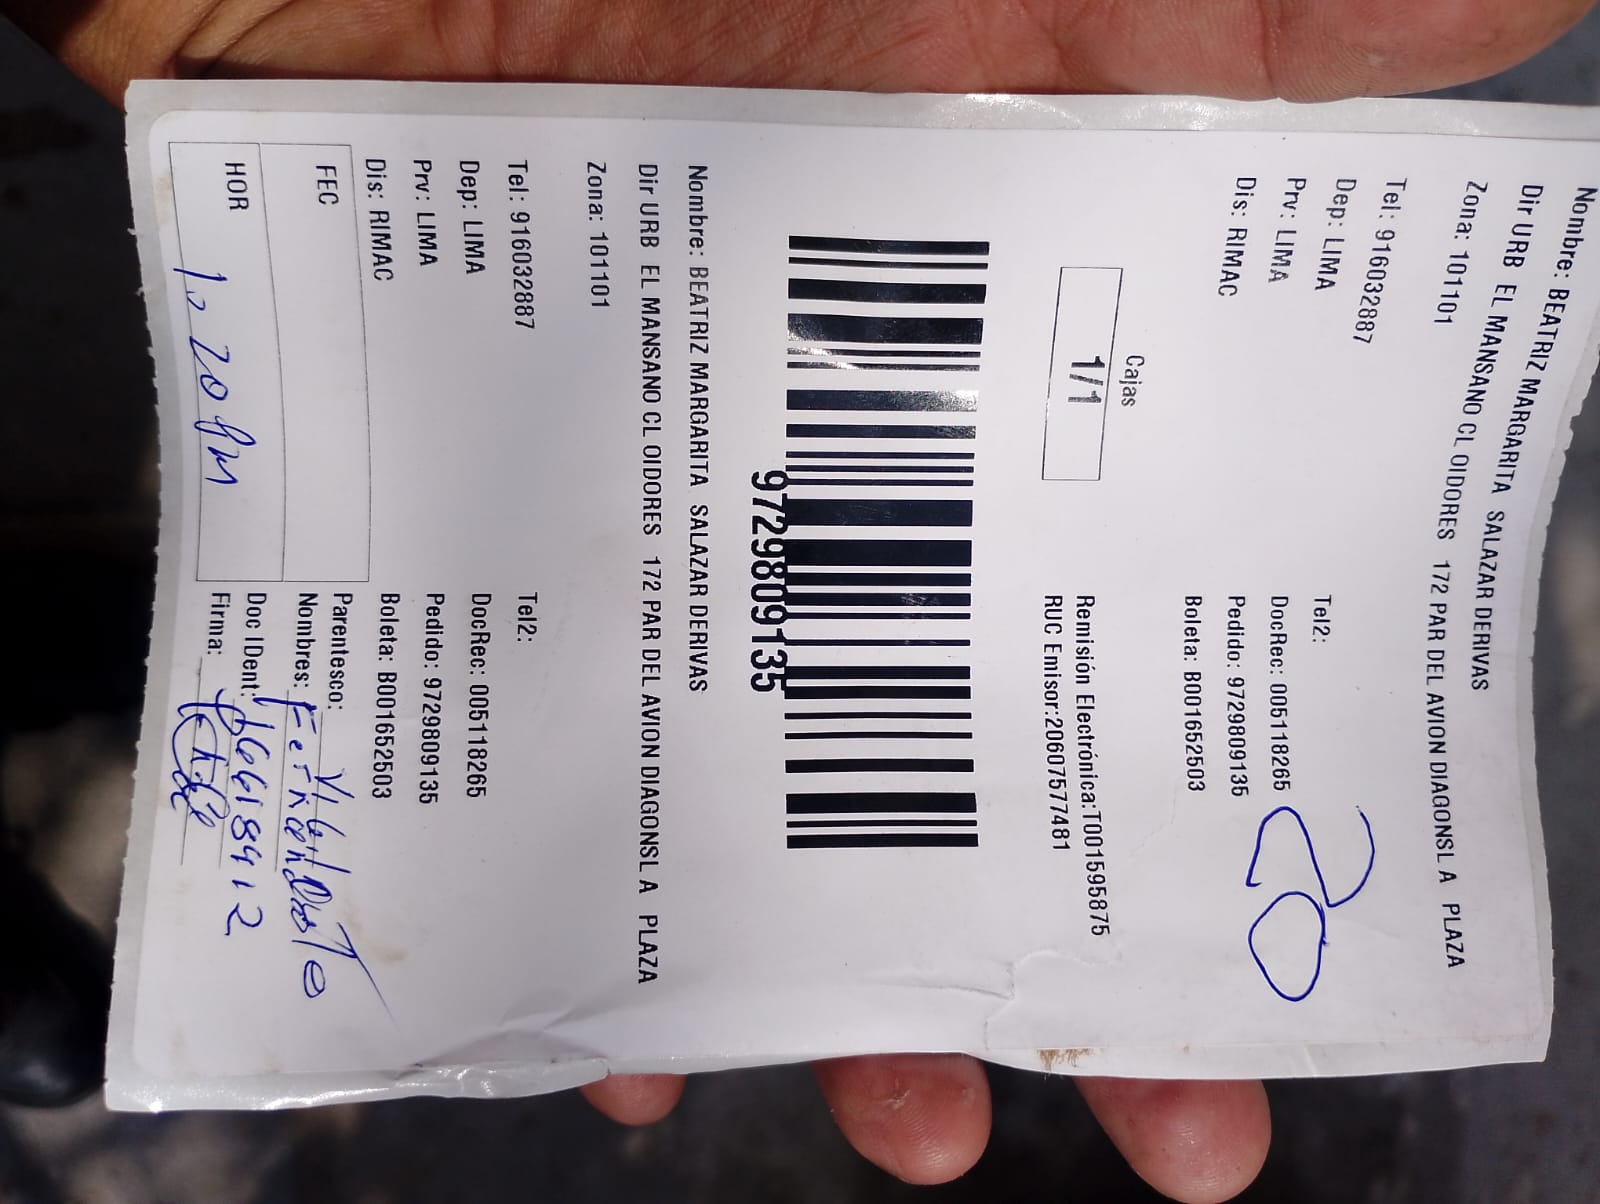 Nombre: BEATRIZ MARGARITA SALAZAR DERIVAS
Dir URB EL MANSANO CL OIDORES 172 PAR DEL AVION DIAGONSL A PLAZA
Zona: 101101
Tel: 916032887 Tel2:
Dep: LIMA DocRec: 005118265
Prv: LIMA Pedido: 9729809135
Dis: RIMAC Boleta: B001652503
20
Cajas
1/1
Remisión Electrónica:T001595875
RUC Emisor:20607577481
9729809135
Nombre: BEATRIZ MARGARITA SALAZAR DERIVAS
Dir URB EL MANSANO CL OIDORES 172 PAR DEL AVION DIAGONSL A PLAZA
Zona: 101101
Tel: 916032887 Tel2:
Dep: LIMA DocRec: 005118265
Prv: LIMA Pedido: 9729809135
Dis: RIMAC Boleta: B001652503
FEC
HOR
Parentesco:
Nombres:
Doc IDent:
Firma: